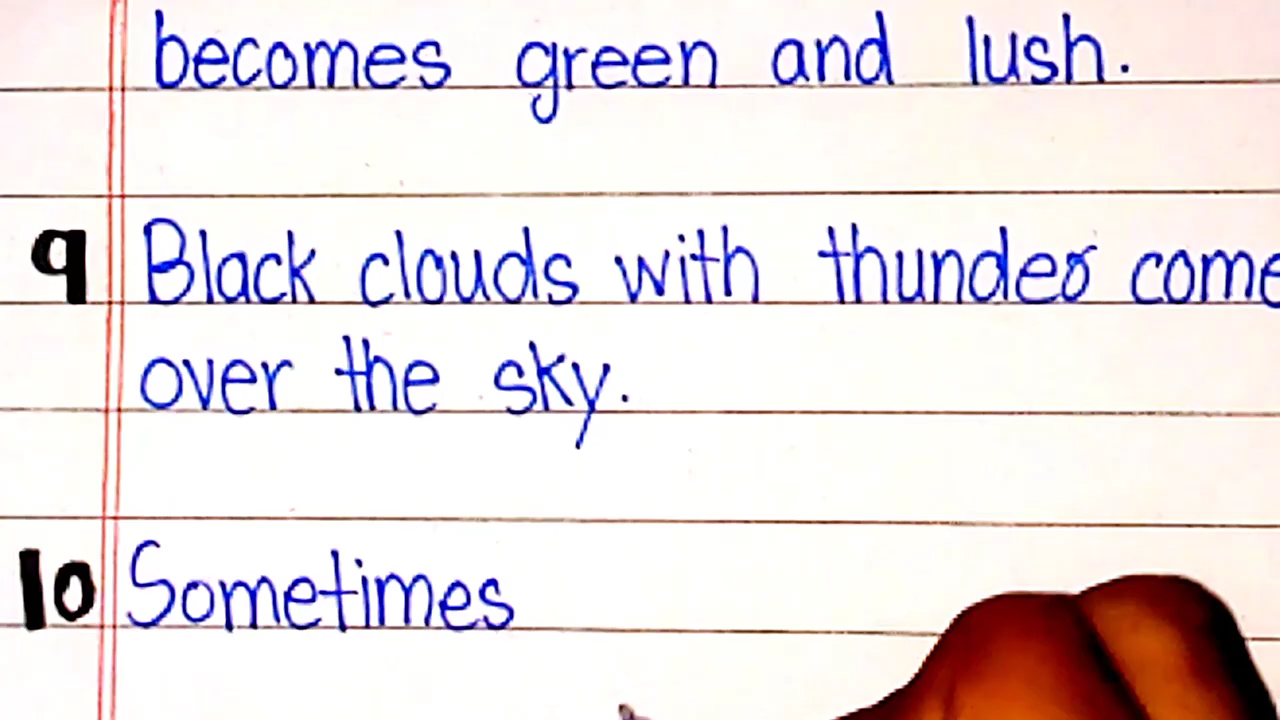 becomes green and lush.
9 Black clouds with thunder come
over the sky.
10 Sometimes